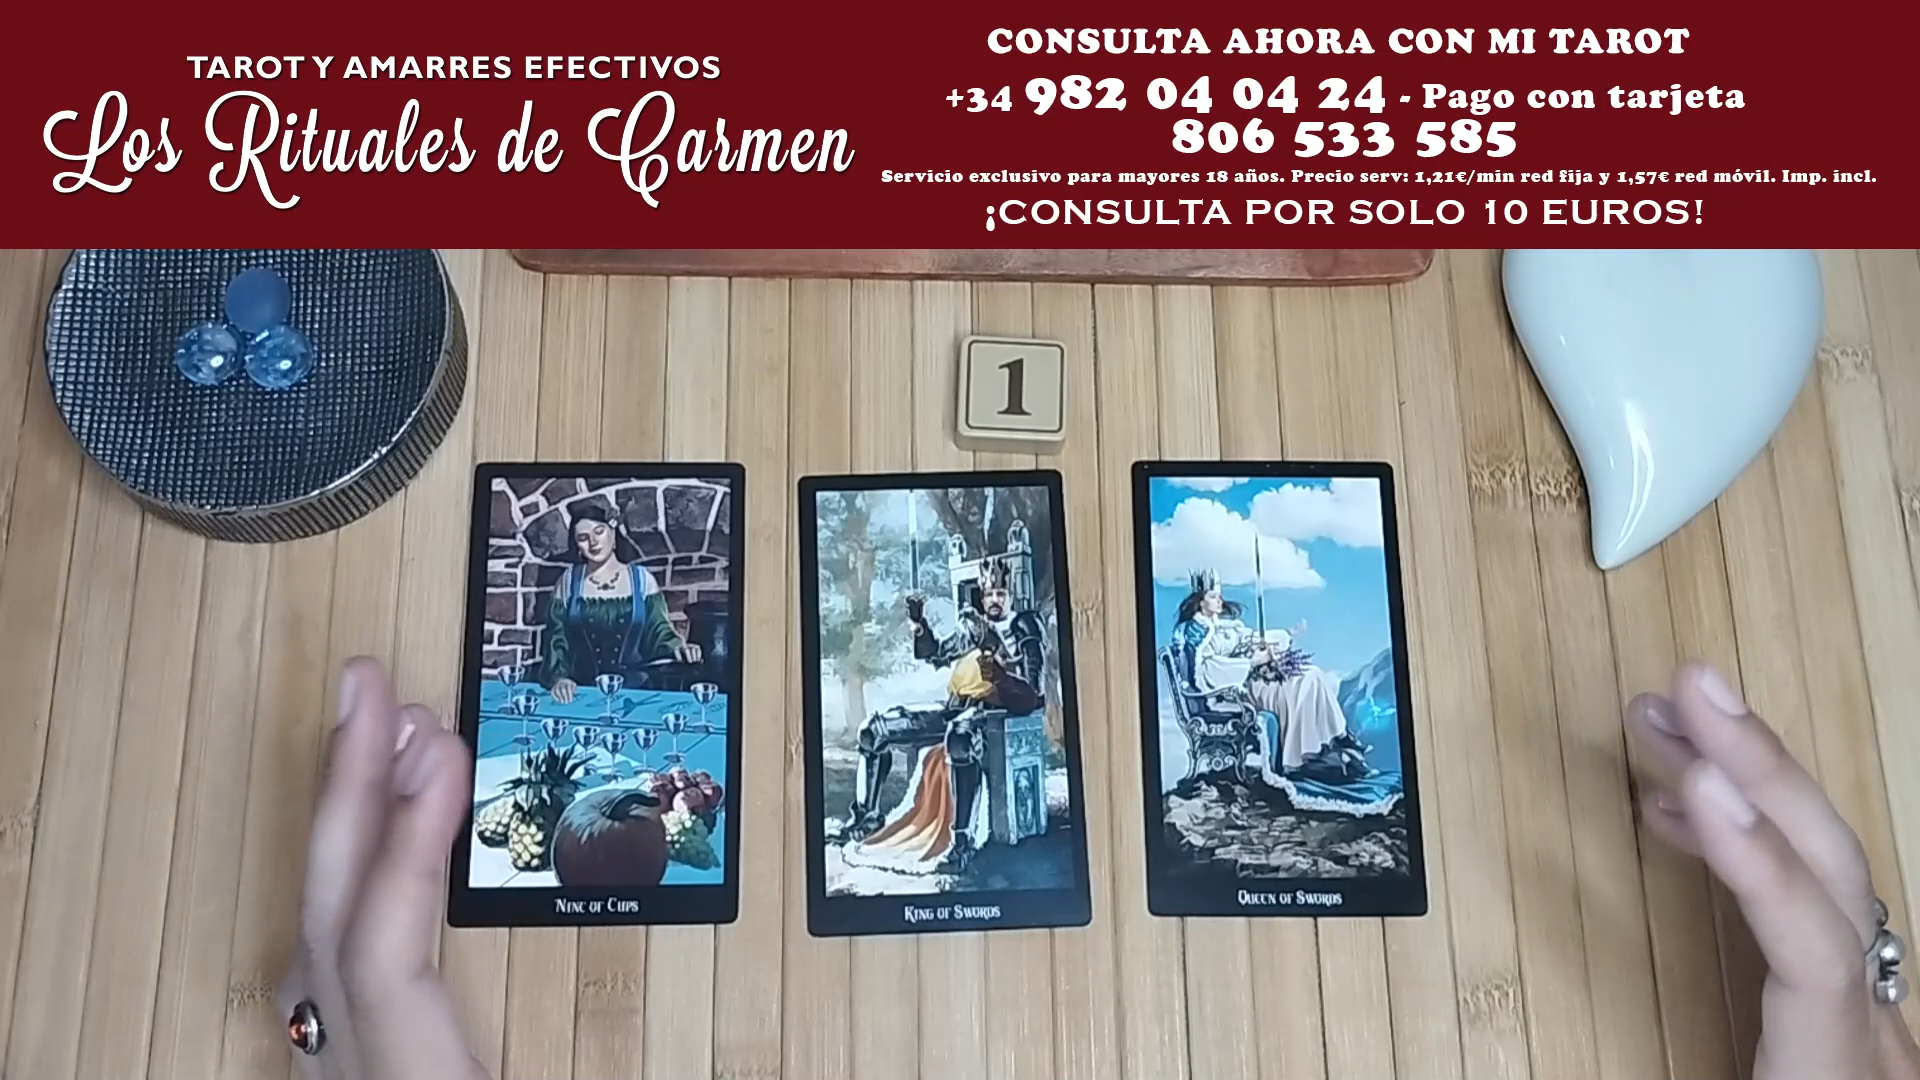 TAROT Y AMARRES EFECTIVOS
Los Rituales de Carmen
CONSULTA AHORA CON MI TAROT
+34 982 04 04 24 - Pago con tarjeta
806 533 585
Servicio exclusivo para mayores 18 años. Precio serv: 1,21€/min red fija y 1,57€ red móvil. Imp. incl.
¡CONSULTA POR SOLO 10 EUROS!
1
NINE OF CUPS
KING OF SWORDS
QUEEN OF SWORDS